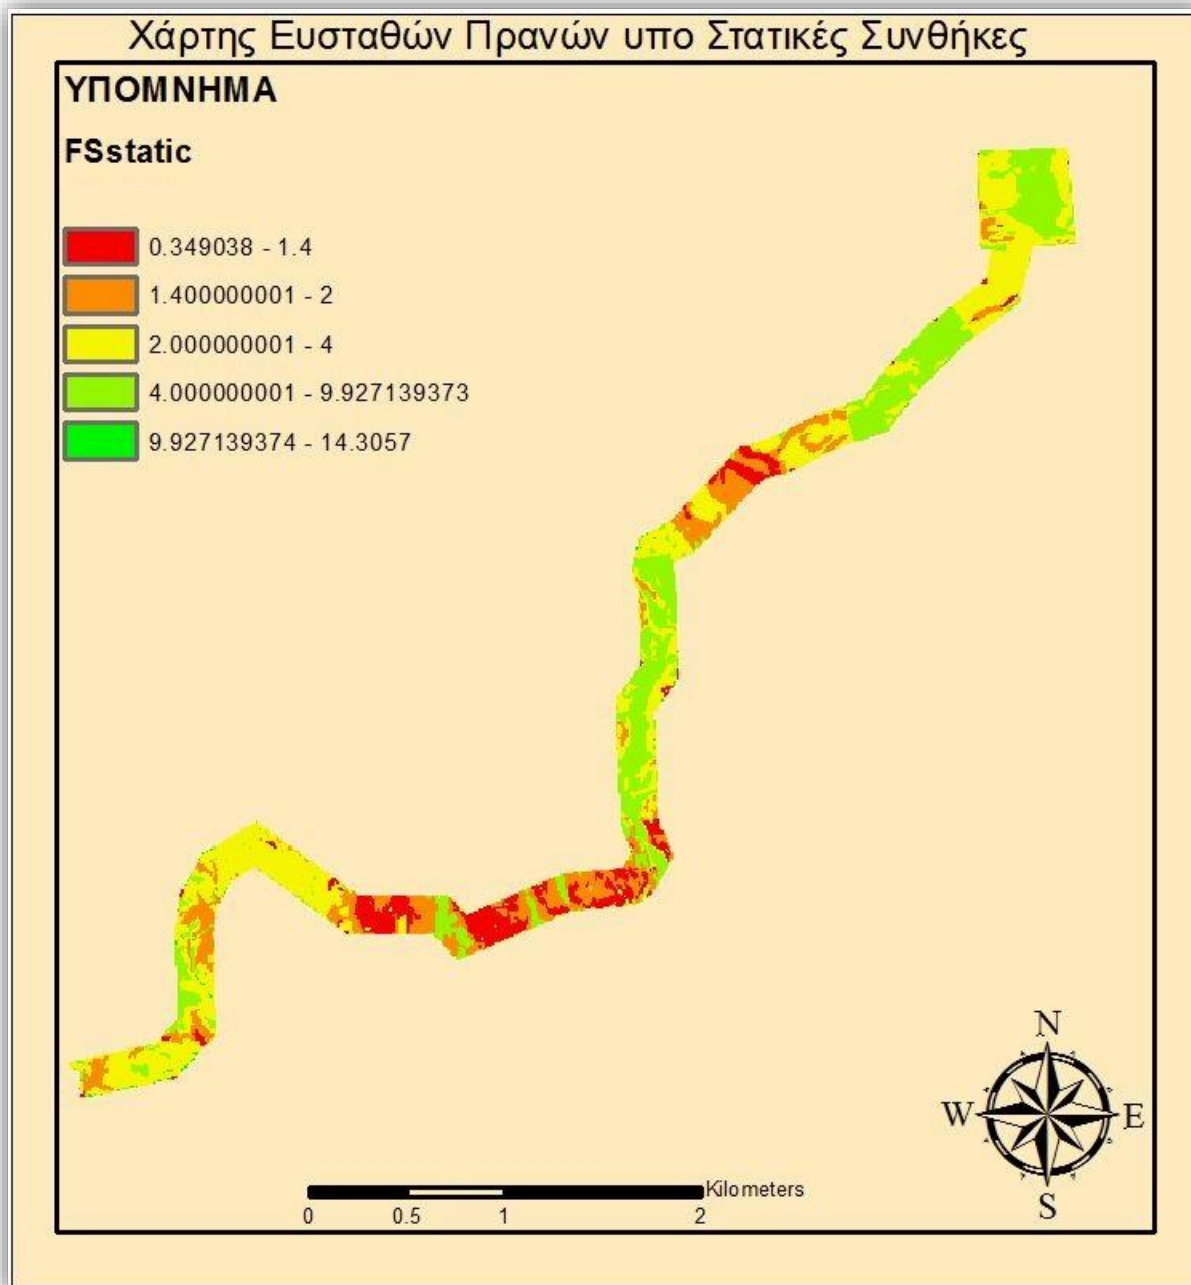 Χάρτης Ευσταθών Πρανών υπο Στατικές Συνθήκες
ΥΠΟΜΝΗΜΑ
FSstatic
0.349038 - 1.4
1.400000001 - 2
2.000000001 - 4
4.000000001 - 9.927139373
9.927139374 - 14.3057
N
W
E
S
Kilometers
0 0.5 1 2